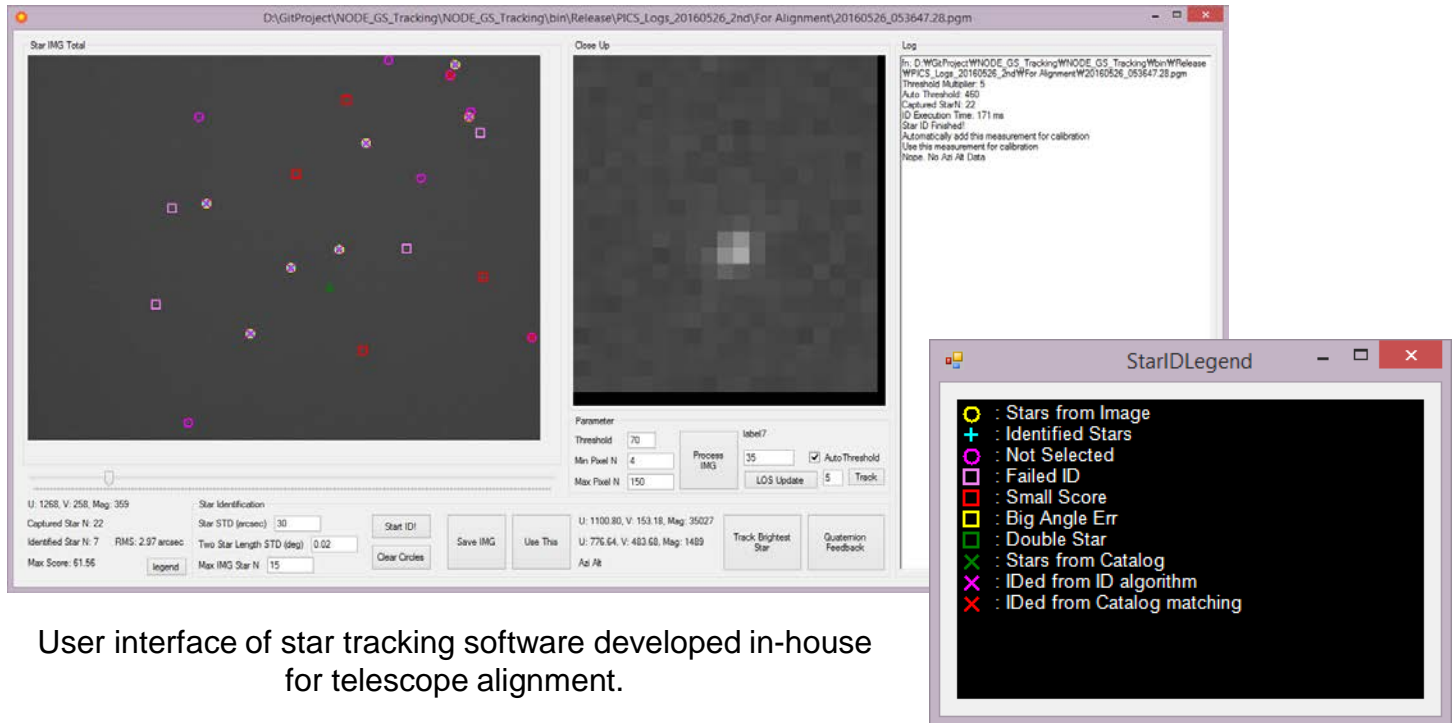 D:\GitProject\NODE_GS_Tracking\NODE_GS_Tracking\bin\Release\PICS_Logs_20160526_2nd\For Alignment\20160526_053647.28.pgm
Star IMG Total
Close Up
Log
In: D:₩GitProject₩NODE_GS_Tracking₩NODE_GS_Tracking₩bin₩Release
₩PICS_Logs_20160526_2nd₩For Alignment₩20160526_053647.28.pgm
Threshold Multiplier: 5
Auto Threshold: 460
Captured StarN: 22
ID Execution Time: 171 ms
Star ID Finished!
Automatically add this measurement for calibration
Use this measurement for calibration
Nope. No Azi Alt Data
Parameter
Threshold 70
Min Pixel N 4
Max Pixel N 150
Process
IMG
label7
35
AutoThreshold
LOS Update
5
Track
U: 1268, V: 258, Mag: 359
Captured Star N: 22
Identified Star N: 7 RMS: 2.97 arcsec
Max Score: 61.56
legend
Star Identification
Star STD (arcsec) 30
Two Star Length STD (deg) 0.02
Max IMG Star N 15
Start ID!
Clear Circles
Save IMG
Use This
U: 1100.80, V: 153.18, Mag: 35027
U: 776.64, V: 483.68, Mag: 1489
Azi Alt
Track Brightest
Star
Quaternion
Feedback
StarIDLegend
: Stars from Image
: Identified Stars
: Not Selected
: Failed ID
: Small Score
: Big Angle Err
: Double Star
: Stars from Catalog
: IDed from ID algorithm
: IDed from Catalog matching
User interface of star tracking software developed in-house
for telescope alignment.